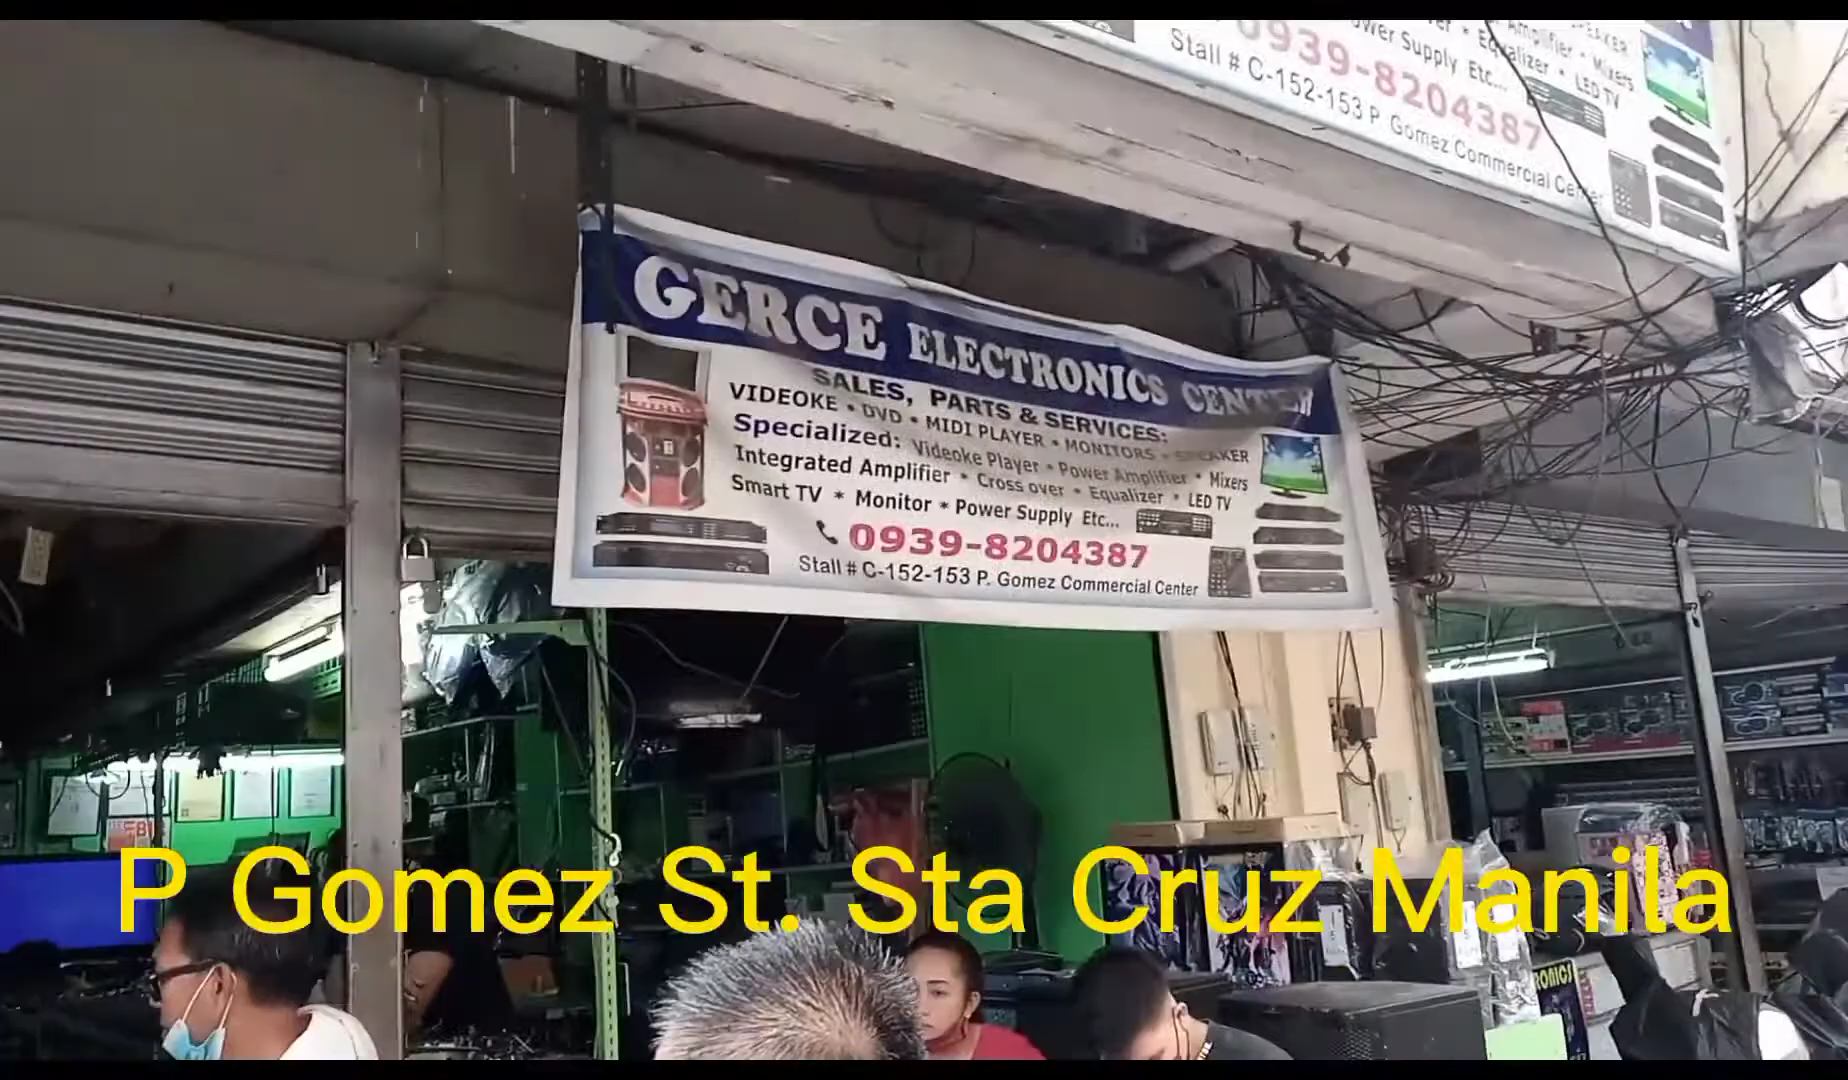 Amplifier • Mixers
Power Supply Etc... Equalizer • LED TV
0939-8204387
Stall # C-152-153 P. Gomez Commercial Center
GERCE ELECTRONICS CENTER
SALES, PARTS & SERVICES:
VIDEOKE • DVD • MIDI PLAYER • MONITORS • SPEAKER
Specialized: Videoke Player • Power Amplifier • Mixers
Integrated Amplifier • Cross over • Equalizer • LED TV
Smart TV * Monitor * Power Supply Etc...
0939-8204387
Stall # C-152-153 P. Gomez Commercial Center
P Gomez St. Sta Cruz Manila